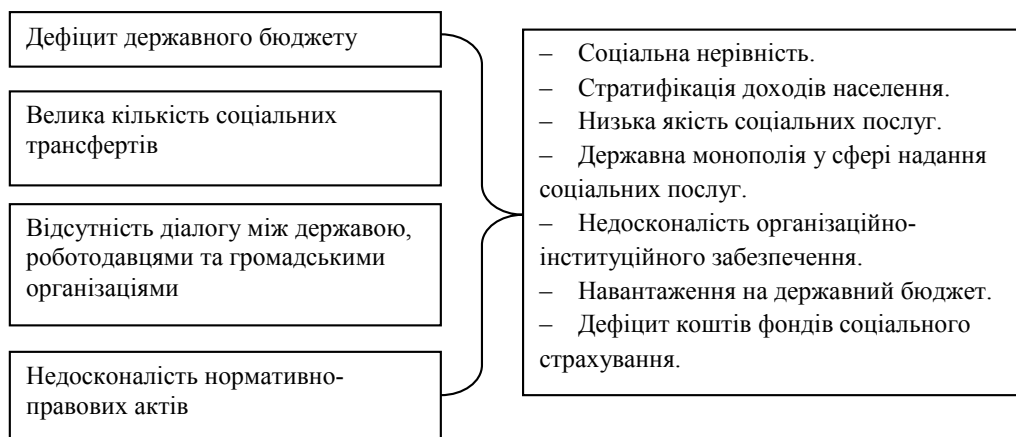 Дефіцит державного бюджету
Велика кількість соціальних
трансфертів
Відсутність діалогу між державою,
роботодавцями та громадськими
організаціями
Недосконалість нормативно-
правових актів
– Соціальна нерівність.
– Стратифікація доходів населення.
– Низька якість соціальних послуг.
– Державна монополія у сфері надання
соціальних послуг.
– Недосконалість організаційно-
інституційного забезпечення.
– Навантаження на державний бюджет.
– Дефіцит коштів фондів соціального
страхування.